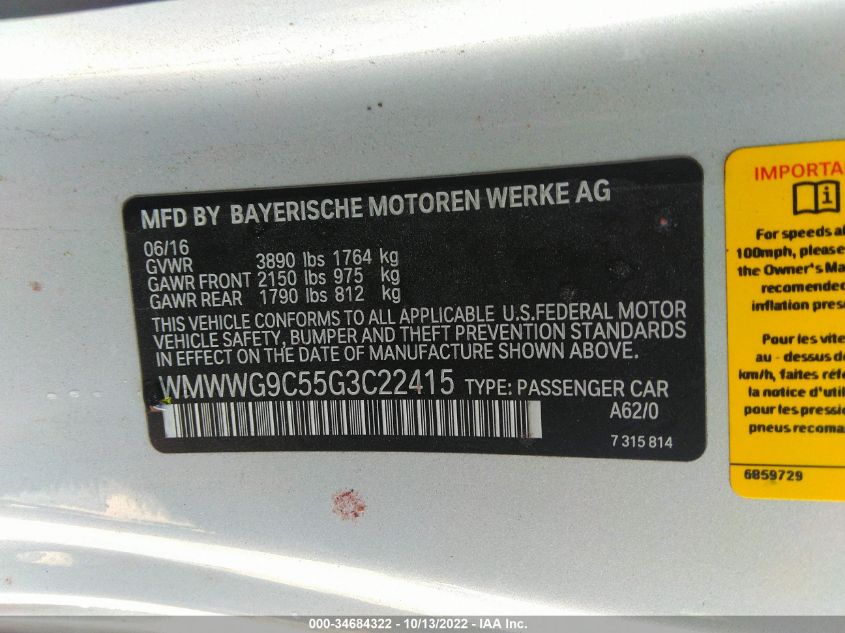 MFD BY BAYERISCHE MOTOREN WERKE AG
06/16
GVWR 3890 lbs 1764 kg
GAWR FRONT 2150 lbs 975 kg
GAWR REAR 1790 lbs 812 kg
THIS VEHICLE CONFORMS TO ALL APPLICABLE U.S.FEDERAL MOTOR
VEHICLE SAFETY, BUMPER AND THEFT PREVENTION STANDARDS
IN EFFECT ON THE DATE OF MANUFACTURE SHOWN ABOVE.
WMWWG9C55G3C22415 TYPE: PASSENGER CAR
A62/0
7 315 814
IMPORTA
i
For speeds a
100mph, please
the Owner's Ma
recomended
inflation pres
Pour les vite
au - dessus de
km/h, faites réfé
la notice d'util
pour les pressio
pneus recoma
6859729
000-34684322 - 10/13/2022 - IAA Inc.